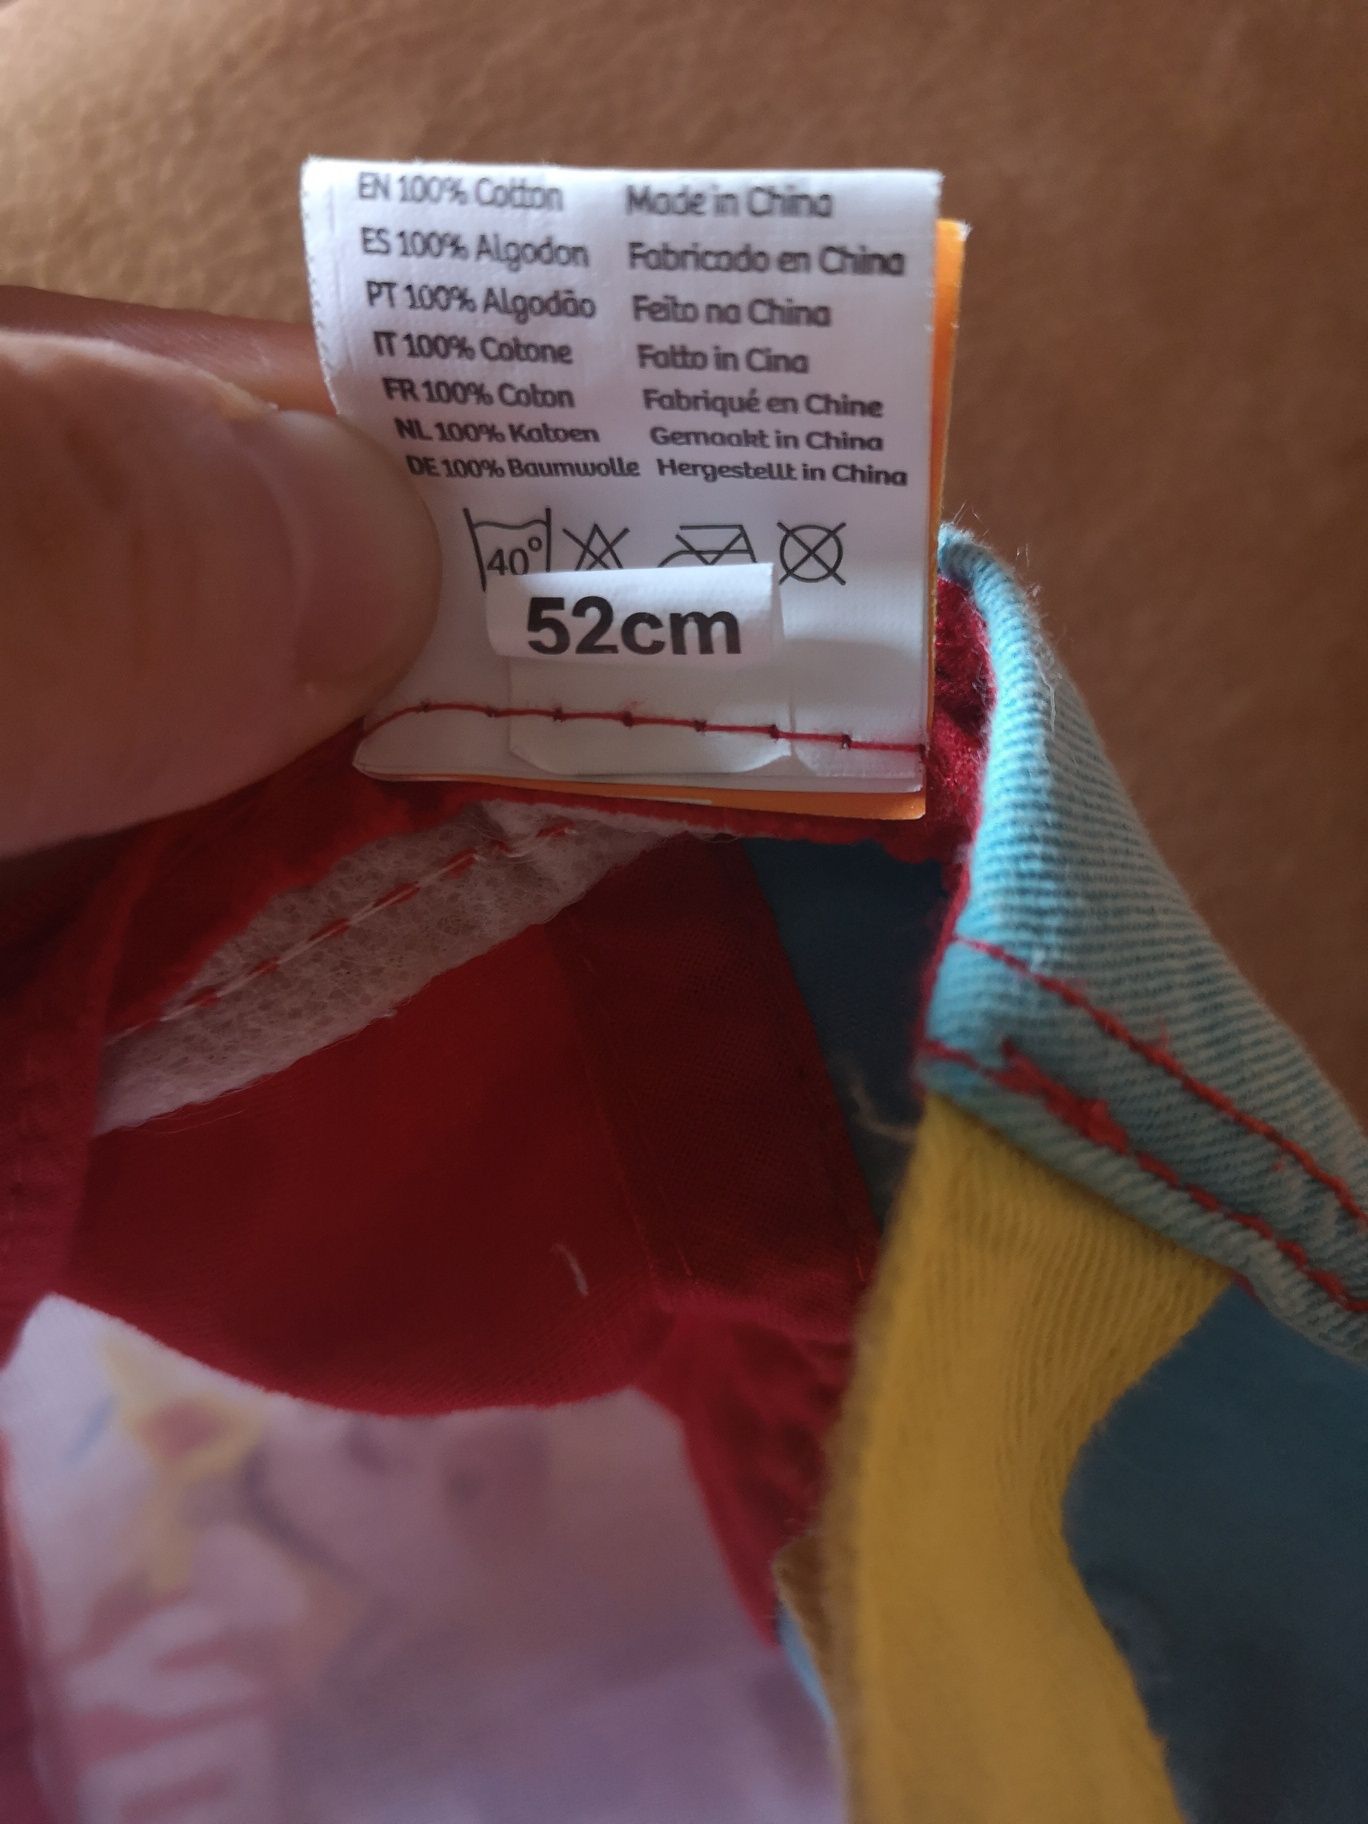 EN 100% Cotton Made in China
ES 100% Algodon Fabricado en China
PT 100% Algodão Feito na China
IT 100% Cotone Fatto in Cina
FR 100% Coton Fabriqué en Chine
NL 100% Katoen Gemaakt in China
DE 100% Baumwolle Hergestellt in China
40°
52cm